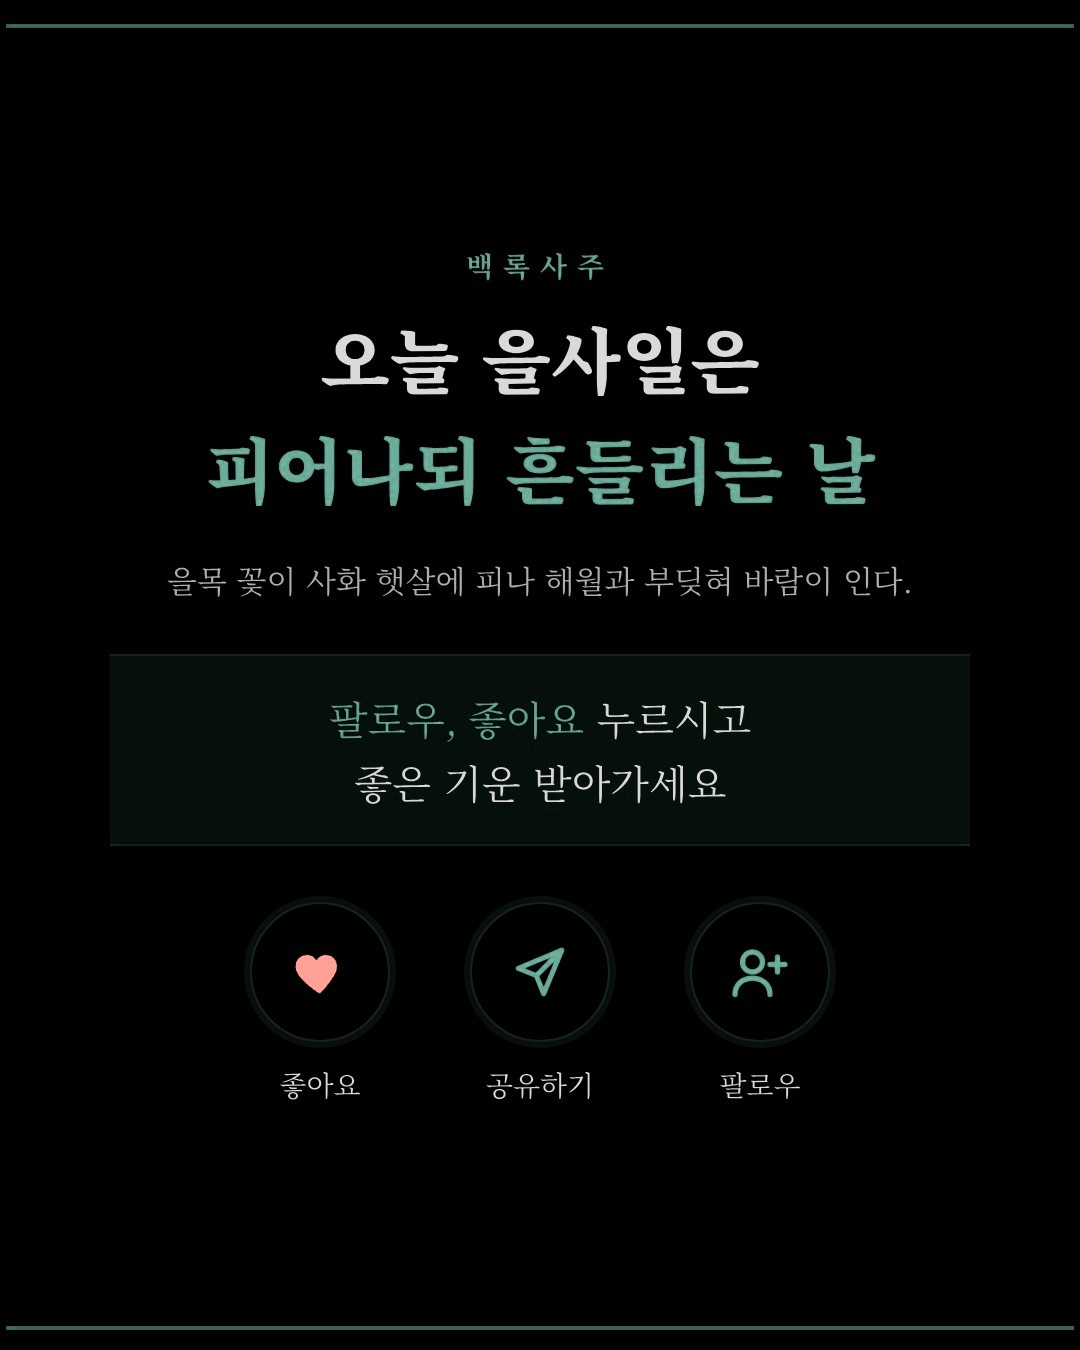 백록사주
오늘 을사일은
피어나되 흔들리는 날
을목 꽃이 사화 햇살에 피나 해월과 부딪혀 바람이 인다.
팔로우, 좋아요 누르시고
좋은 기운 받아가세요
좋아요
공유하기
팔로우